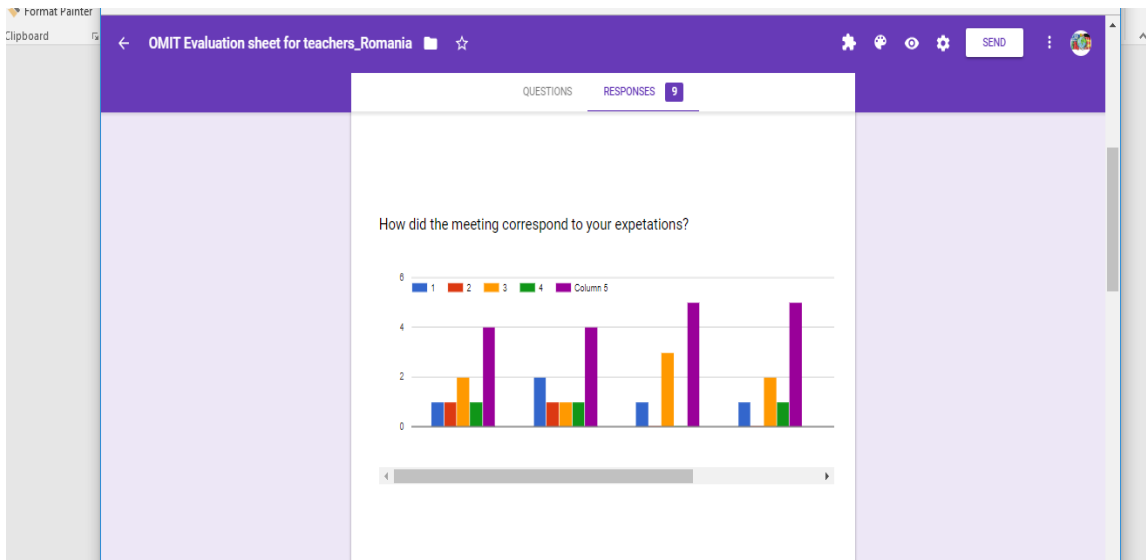 Format Painter
Clipboard
OMIT Evaluation sheet for teachers_Romania
SEND
QUESTIONS RESPONSES 9
How did the meeting correspond to your expetations?
6
1 2 3 4 Column 5
4
2
0